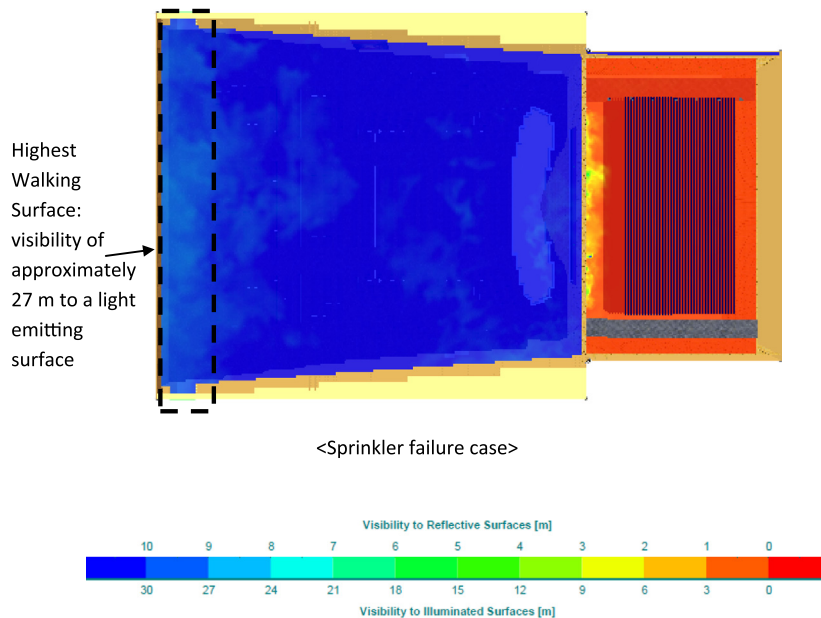 Highest
Walking
Surface:
visibility of
approximately
27 m to a light
emitting
surface
<Sprinkler failure case>
Visibility to Reflective Surfaces [m]
10 9 8 7 6 5 4 3 2 1 0
30 27 24 21 18 15 12 9 6 3 0
Visibility to Illuminated Surfaces [m]